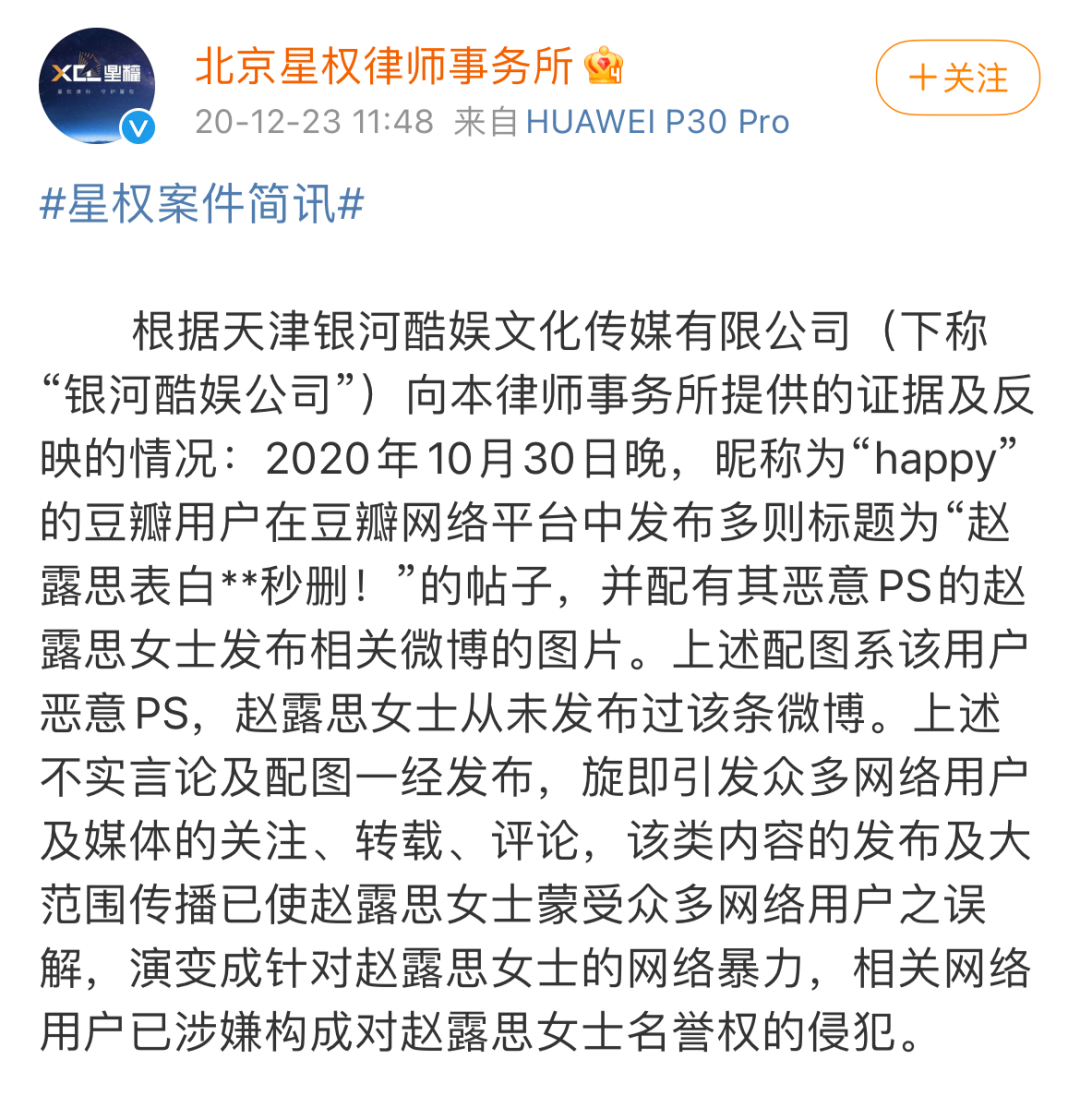 XQL星權
星权律所 守护星权
北京星权律师事务所
+关注
20-12-23 11:48 来自 HUAWEI P30 Pro
#星权案件简讯#
根据天津银河酷娱文化传媒有限公司（下称
“银河酷娱公司”）向本律师事务所提供的证据及反
映的情况：2020年10月30日晚，昵称为“happy”
的豆瓣用户在豆瓣网络平台中发布多则标题为“赵
露思表白**秒删！”的帖子，并配有其恶意PS的赵
露思女士发布相关微博的图片。上述配图系该用户
恶意PS，赵露思女士从未发布过该条微博。上述
不实言论及配图一经发布，旋即引发众多网络用户
及媒体的关注、转载、评论，该类内容的发布及大
范围传播已使赵露思女士蒙受众多网络用户之误
解，演变成针对赵露思女士的网络暴力，相关网络
用户已涉嫌构成对赵露思女士名誉权的侵犯。